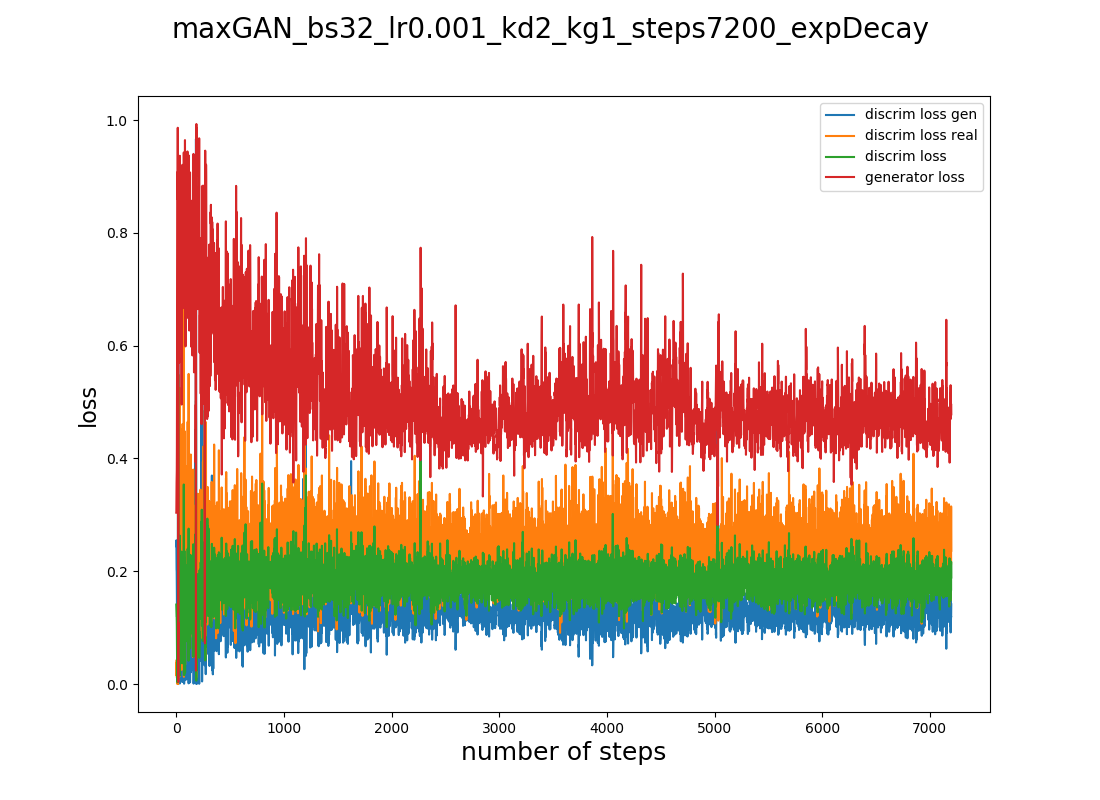 maxGAN_bs32_lr0.001_kd2_kg1_steps7200_expDecay
discrim loss gen
discrim loss real
discrim loss
generator loss
1.0
0.8
0.6
0.4
0.2
0.0
loss
0 1000 2000 3000 4000 5000 6000 7000
number of steps